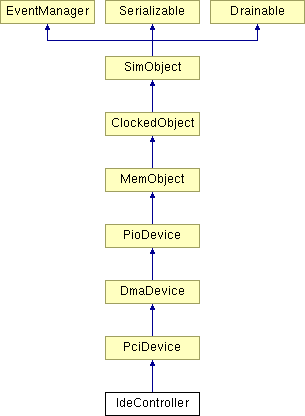 EventManager Serializable Drainable
SimObject
ClockedObject
MemObject
PioDevice
DmaDevice
PciDevice
IdeController